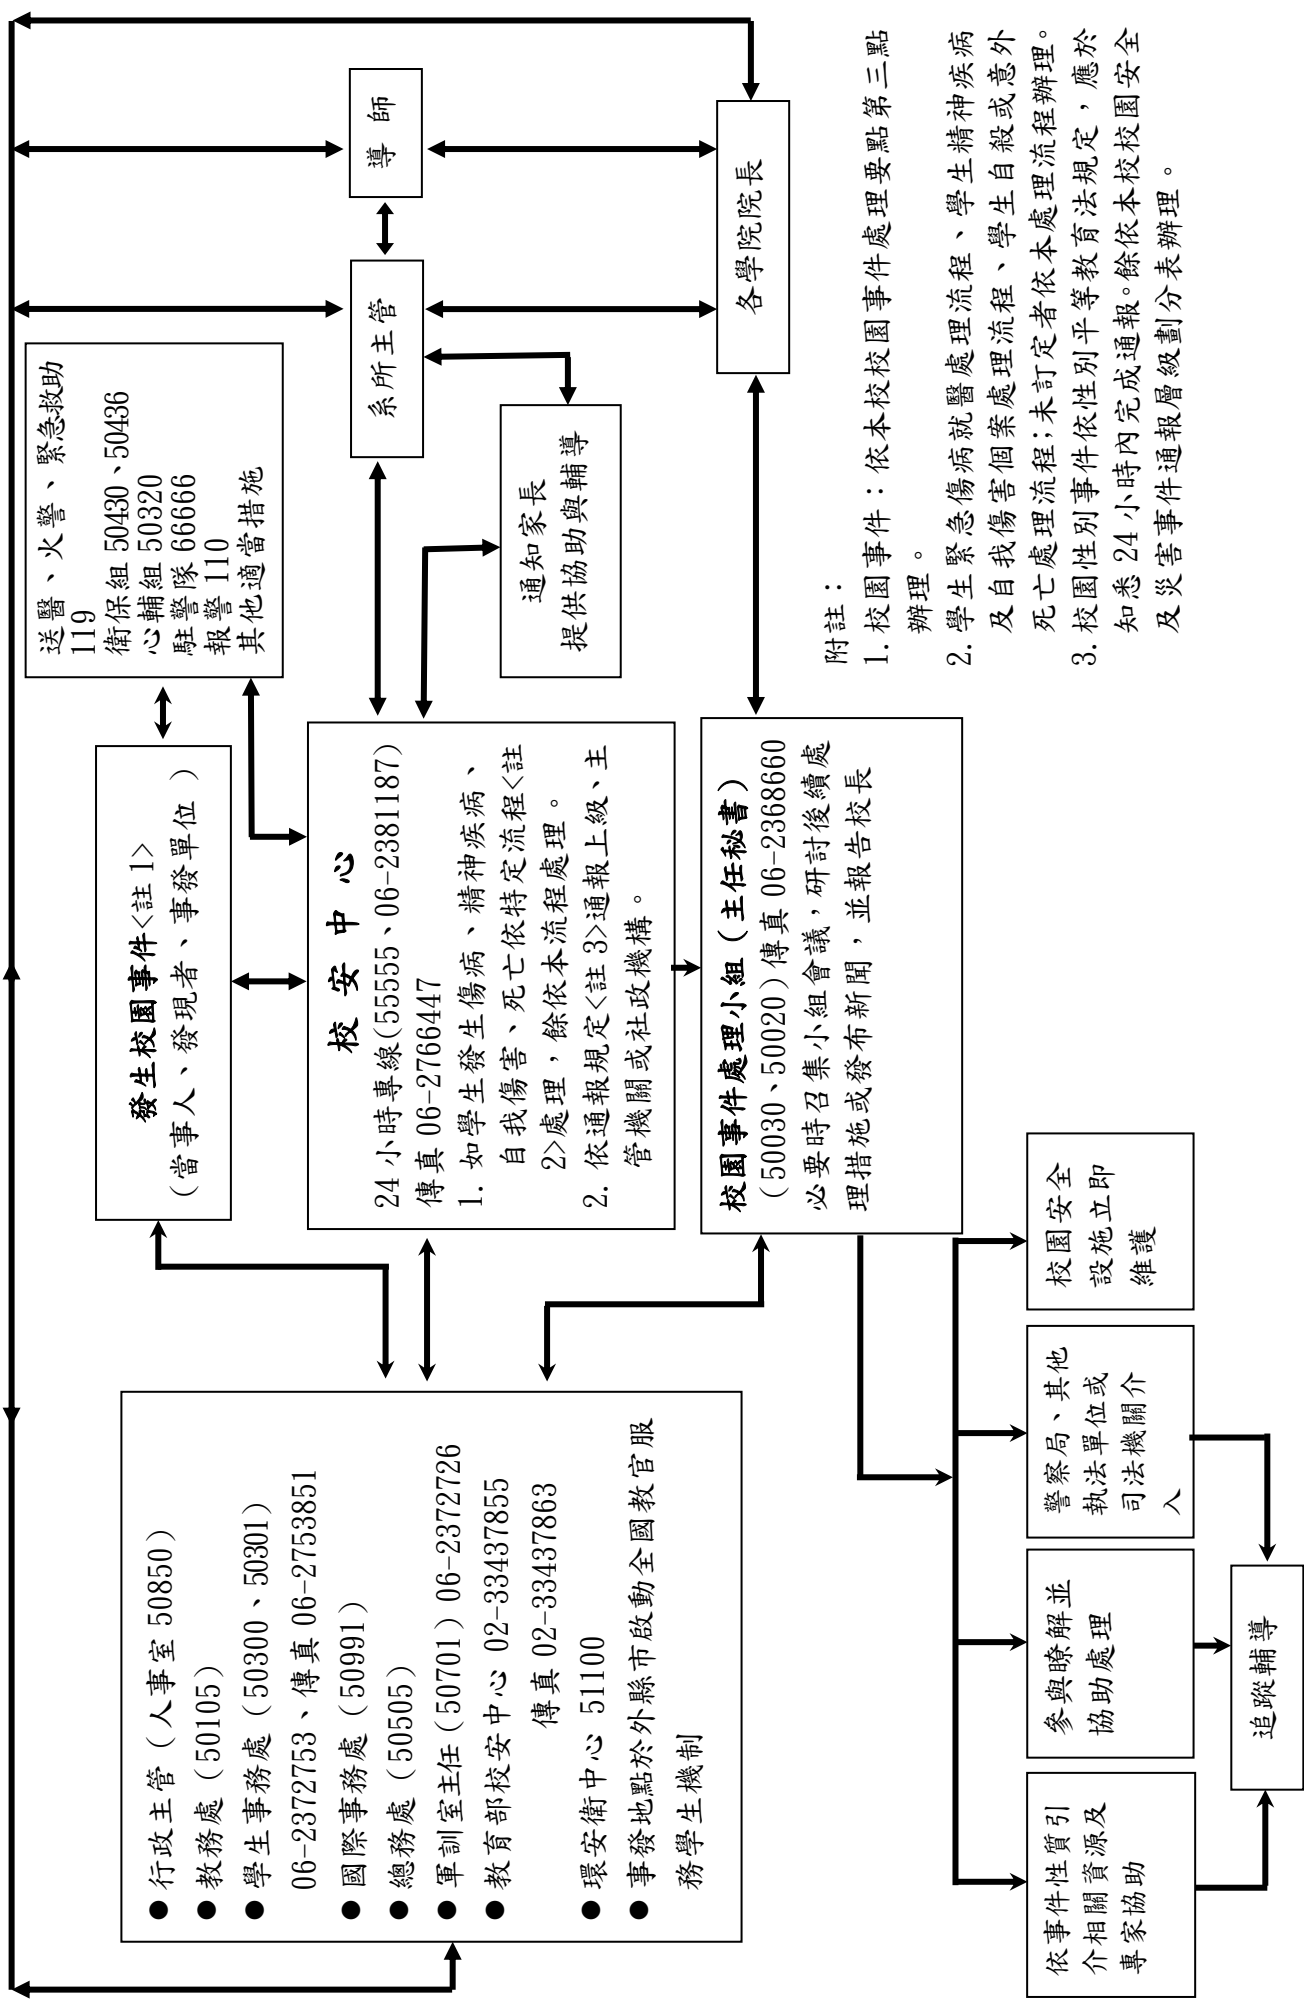 發生校園事件<註 1>
(當事人、發現者、事發單位 )
送醫、火警、緊急救助
119
衛保組 50430、50436
心輔組 50320
駐警隊 66666
報警 110
其他適當措施
導 師
系所主管
各學院院長
通知家長
提供協助與輔導
校 安 中 心
24 小時專線(55555、06-2381187)
傳真 06-2766447
1. 如學生發生傷病、精神疾病、
自我傷害、死亡依特定流程<註
2>處理，餘依本流程處理。
2. 依通報規定<註 3>通報上級、主
管機關或社政機構。
校園事件處理小組（主任秘書）
(50030、50020)傳真 06-2368660
必要時召集小組會議，研討後續處
理措施或發布新聞，並報告校長
● 行政主管（人事室 50850）
● 教務處（50105）
● 學生事務處（50300、50301）
06-2372753、傳真 06-2753851
● 國際事務處（50991）
● 總務處（50505）
● 軍訓室主任（50701）06-2372726
● 教育部校安中心 02-33437855
傳真 02-33437863
● 環安衛中心 51100
● 事發地點於外縣市啟動全國教官服
務學生機制
依事件性質引
介相關資源及
專家協助
參與瞭解並
協助處理
警察局、其他
執法單位或
司法機關介
入
校園安全
設施立即
維護
追蹤輔導
附註：
1. 校園事件：依本校校園事件處理要點第三點
辦理。
2. 學生緊急傷病就醫處理流程、學生精神疾病
及自我傷害個案處理流程、學生自殺或意外
死亡處理流程;未訂定者依本處理流程辦理。
3. 校園性別事件依性別平等教育法規定，應於
知悉 24 小時內完成通報。餘依本校校園安全
及災害事件通報層級劃分表辦理。